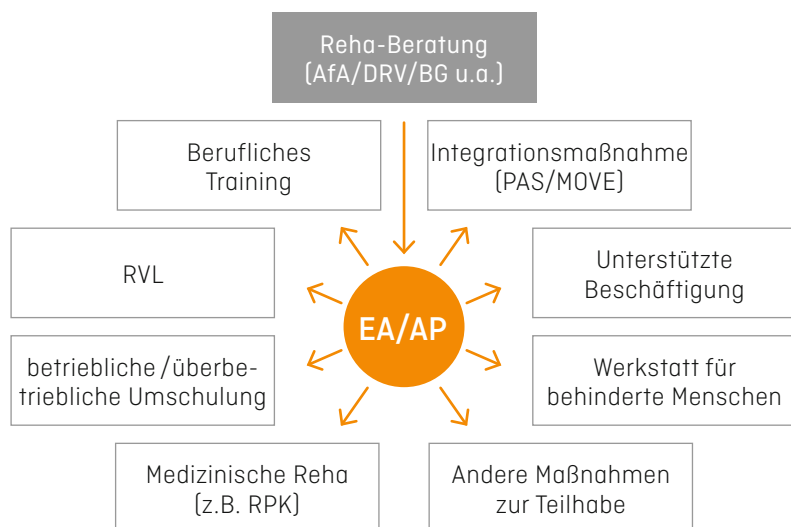 Reha-Beratung
(AfA/DRV/BG u.a.)
Berufliches
Training
Integrationsmaßnahme
(PAS/MOVE)
RVL
Unterstützte
Beschäftigung
EA/AP
betriebliche/überbe-
triebliche Umschulung
Werkstatt für
behinderte Menschen
Medizinische Reha
(z.B. RPK)
Andere Maßnahmen
zur Teilhabe